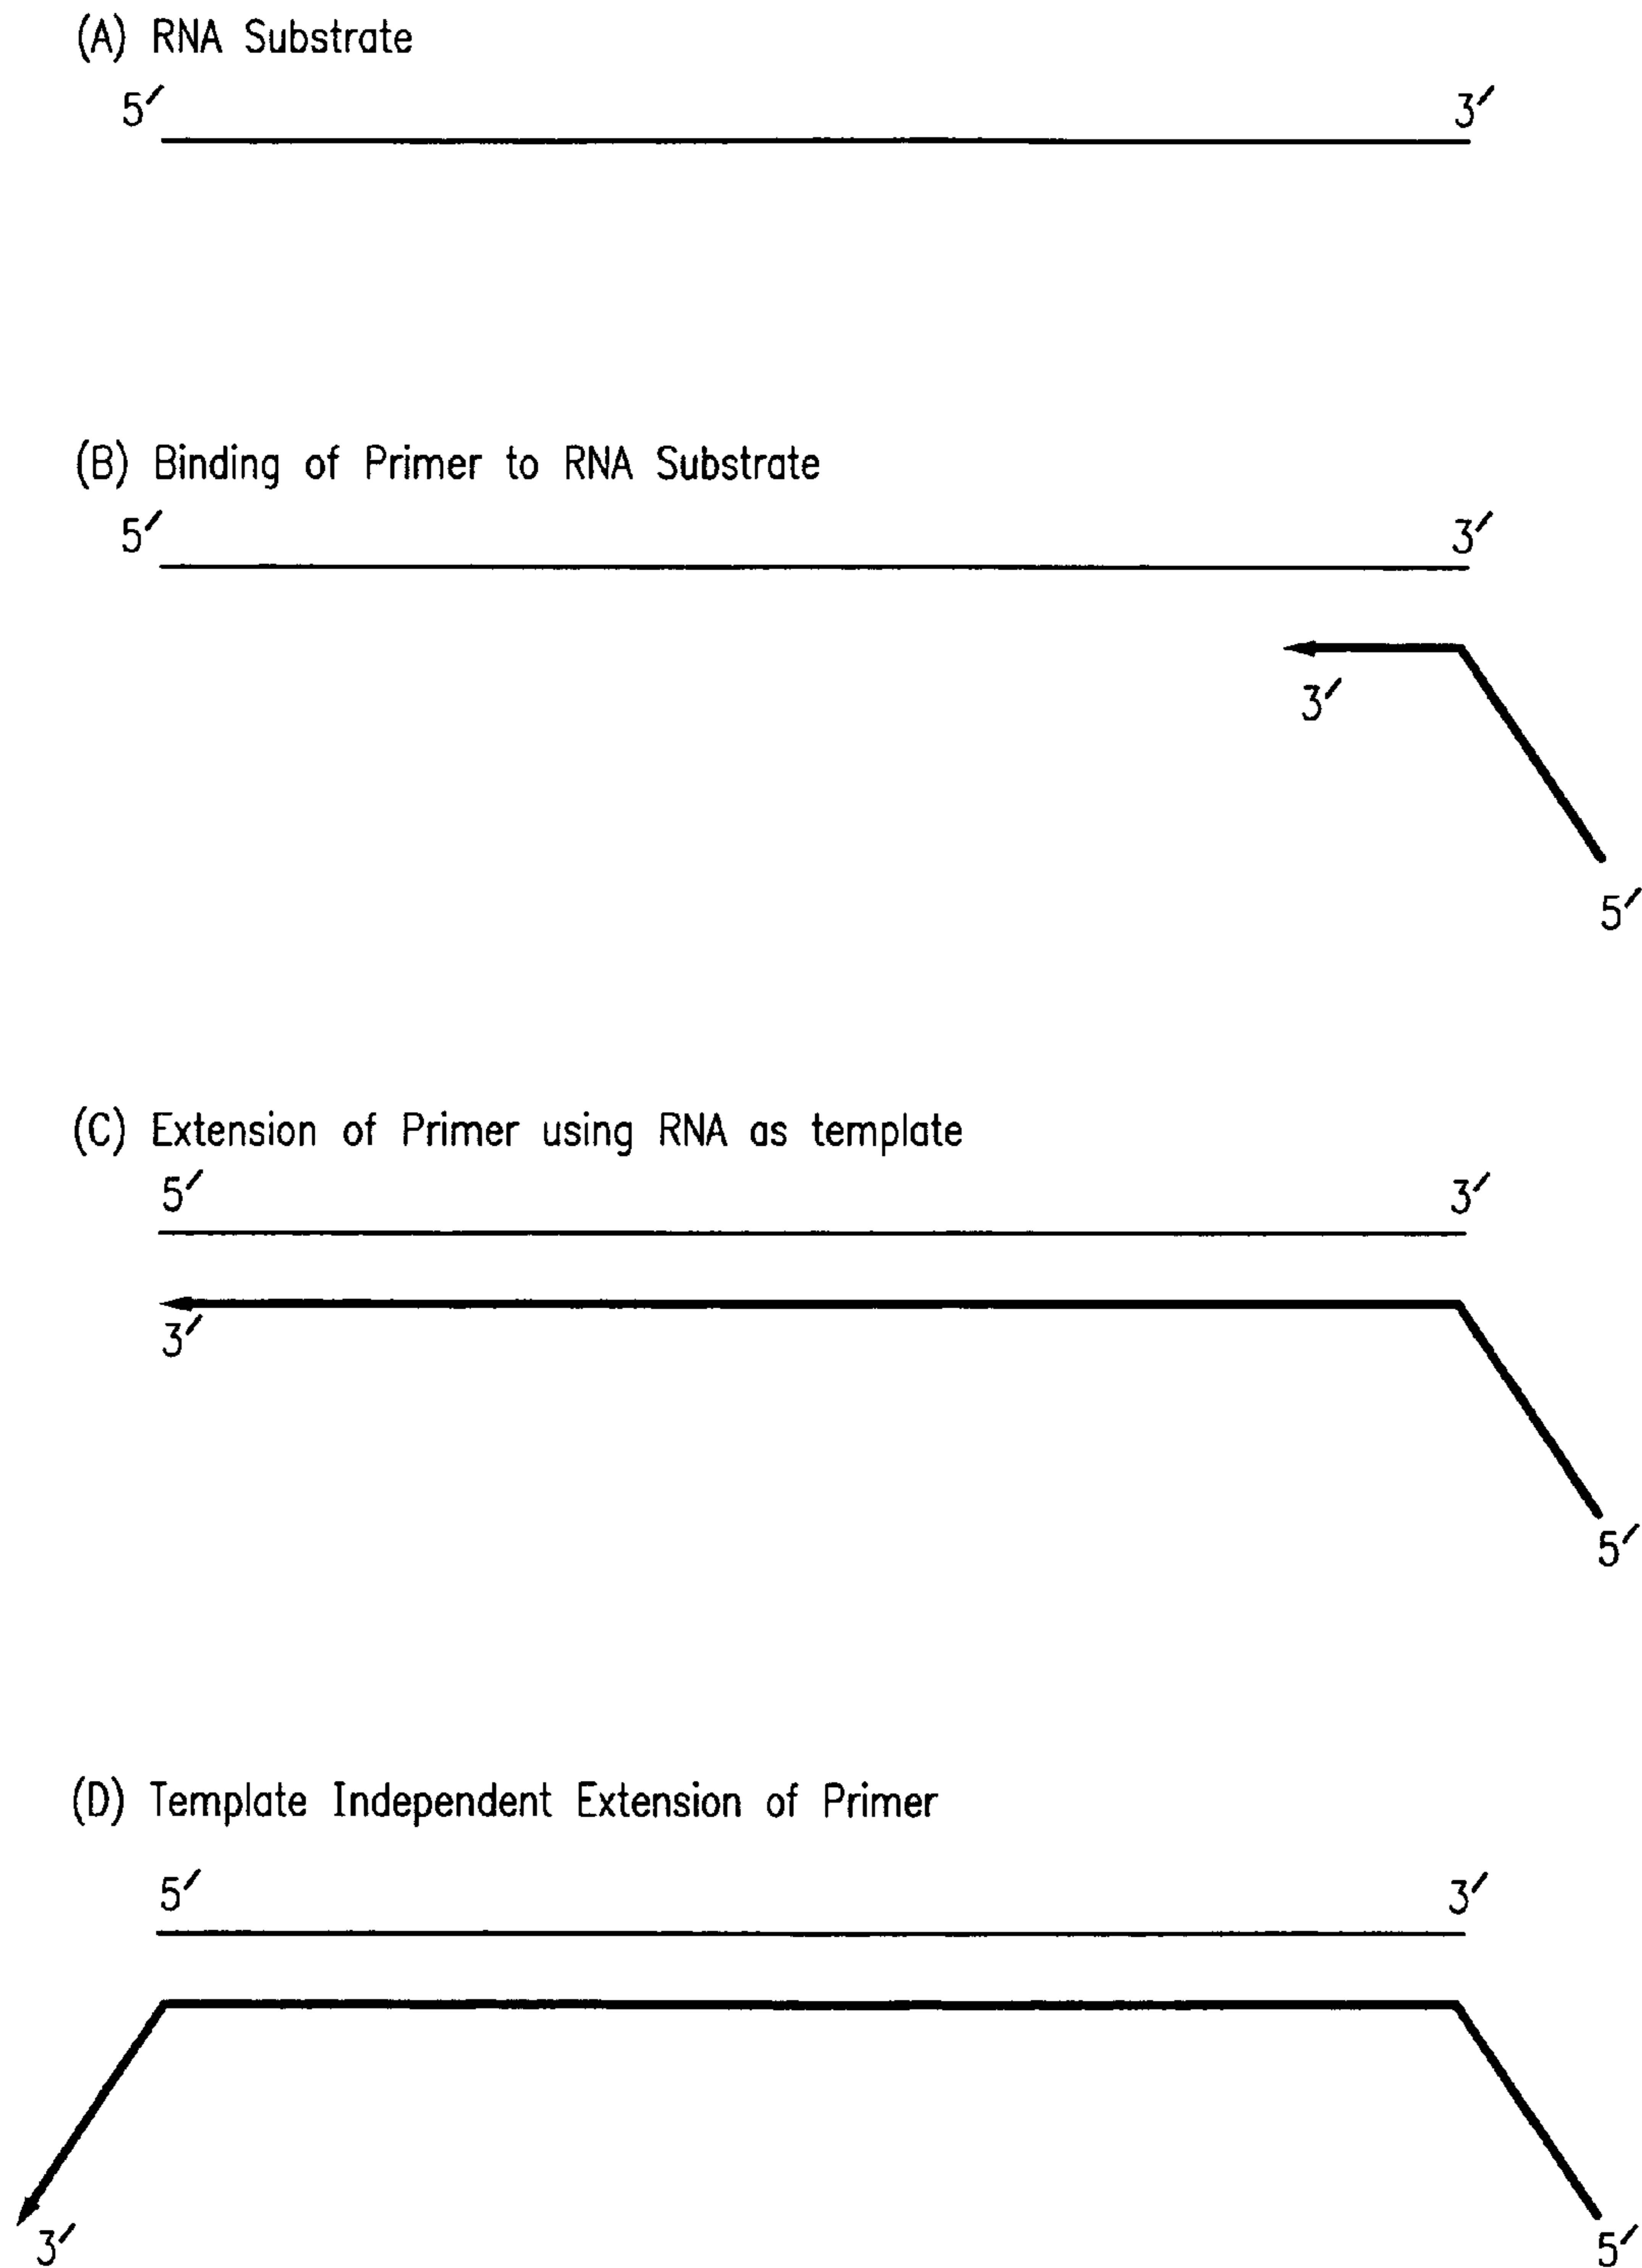 (A) RNA Substrate
5′ 3′
(B) Binding of Primer to RNA Substrate
5′ 3′
3′
5′
(C) Extension of Primer using RNA as template
5′ 3′
3′
5′
(D) Template Independent Extension of Primer
5′ 3′
3′ 5′